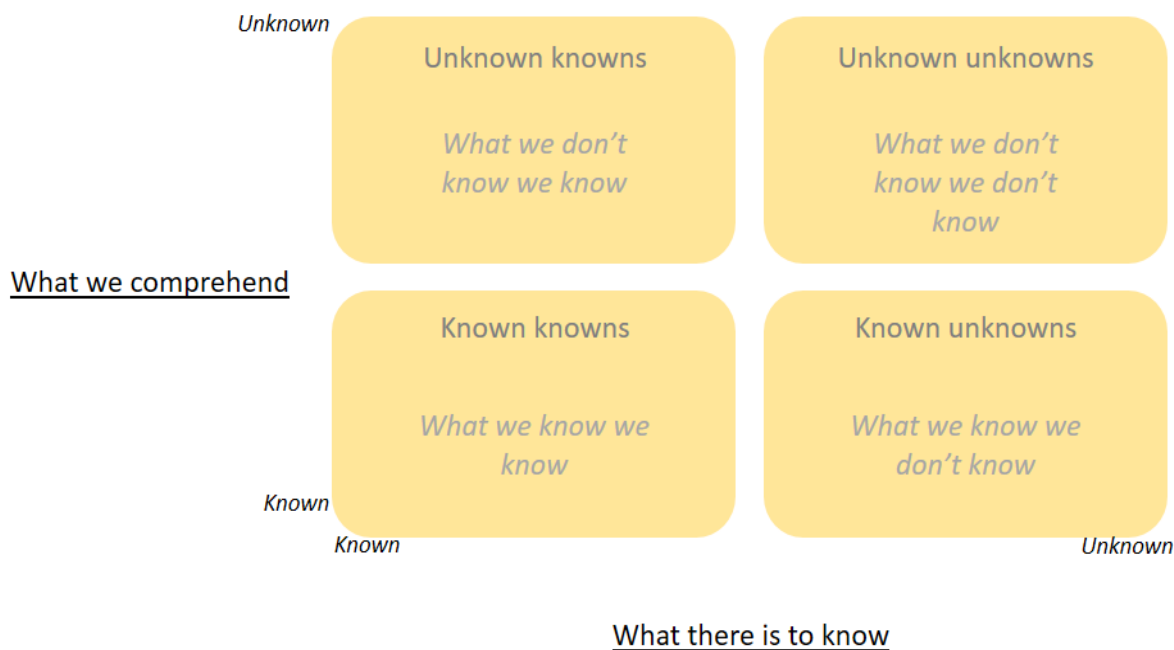 Unknown
Unknown knowns
What we don’t
know we know
Unknown unknowns
What we don’t
know we don’t
know
What we comprehend
Known knowns
What we know we
know
Known unknowns
What we know we
don’t know
Known
Known
Unknown
What there is to know